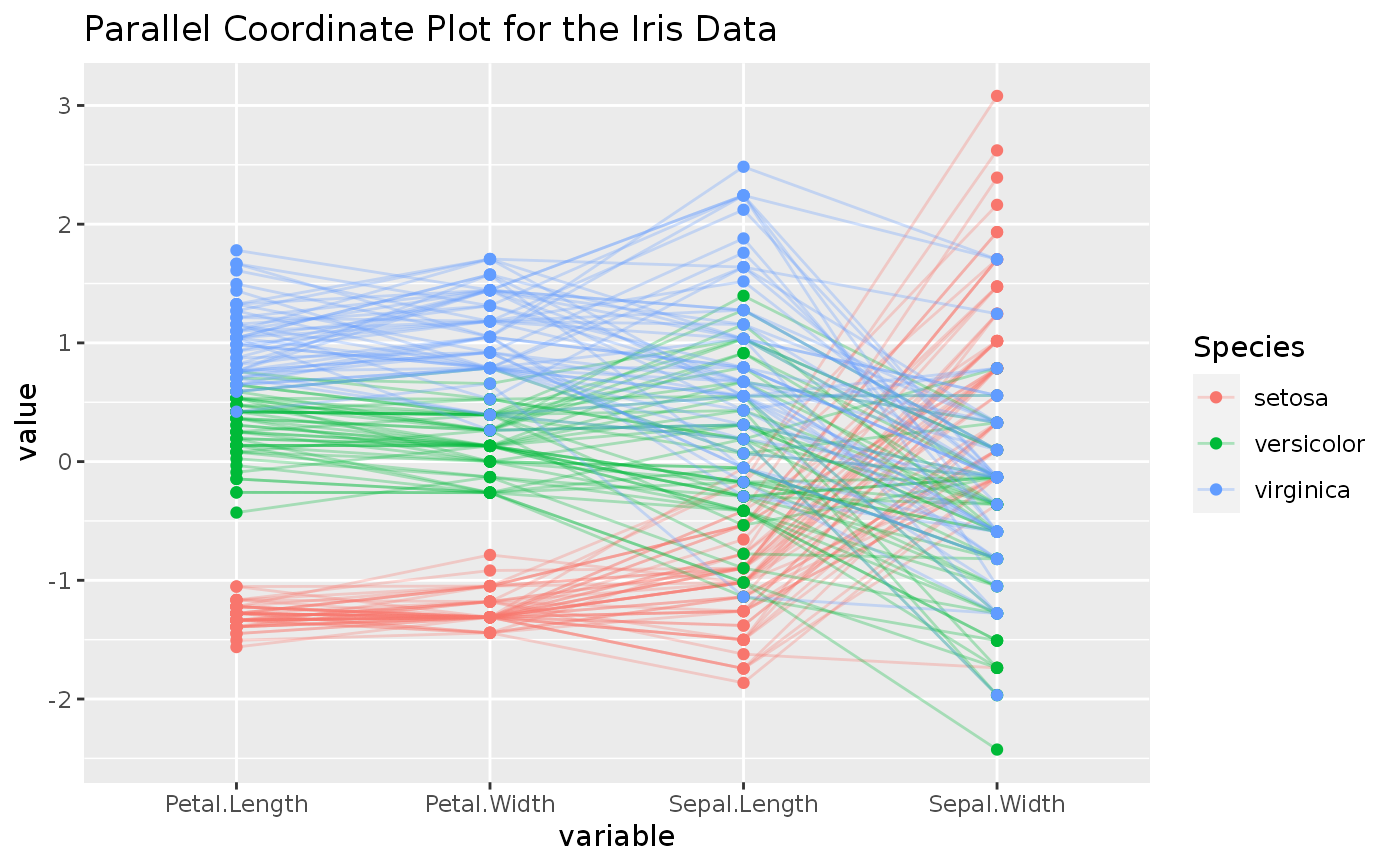 Parallel Coordinate Plot for the Iris Data
3
2
1
0
-1
-2
value
Petal.Length
Petal.Width
Sepal.Length
Sepal.Width
variable
Species
setosa
versicolor
virginica